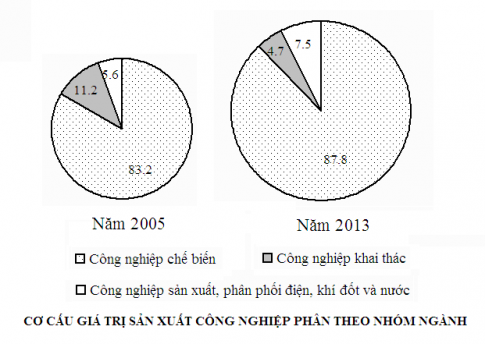 5.6
11.2
83.2
7.5
4.7
87.8
Năm 2005
Năm 2013
Công nghiệp chế biến
Công nghiệp khai thác
Công nghiệp sản xuất, phân phối điện, khí đốt và nước
CƠ CẤU GIÁ TRỊ SẢN XUẤT CÔNG NGHIỆP PHÂN THEO NHÓM NGÀNH